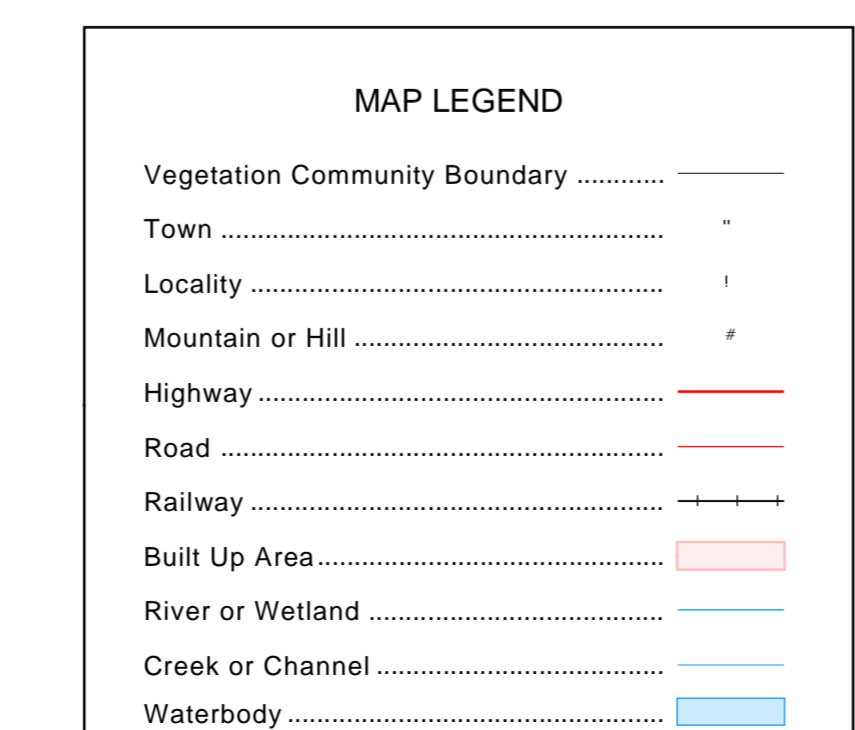 MAP LEGEND
Vegetation Community Boundary ............
Town ............................................................ "
Locality ........................................................ !
Mountain or Hill .......................................... #
Highway .......................................................
Road ............................................................
Railway ........................................................
Built Up Area...............................................
River or Wetland ........................................
Creek or Channel .......................................
Waterbody ...................................................